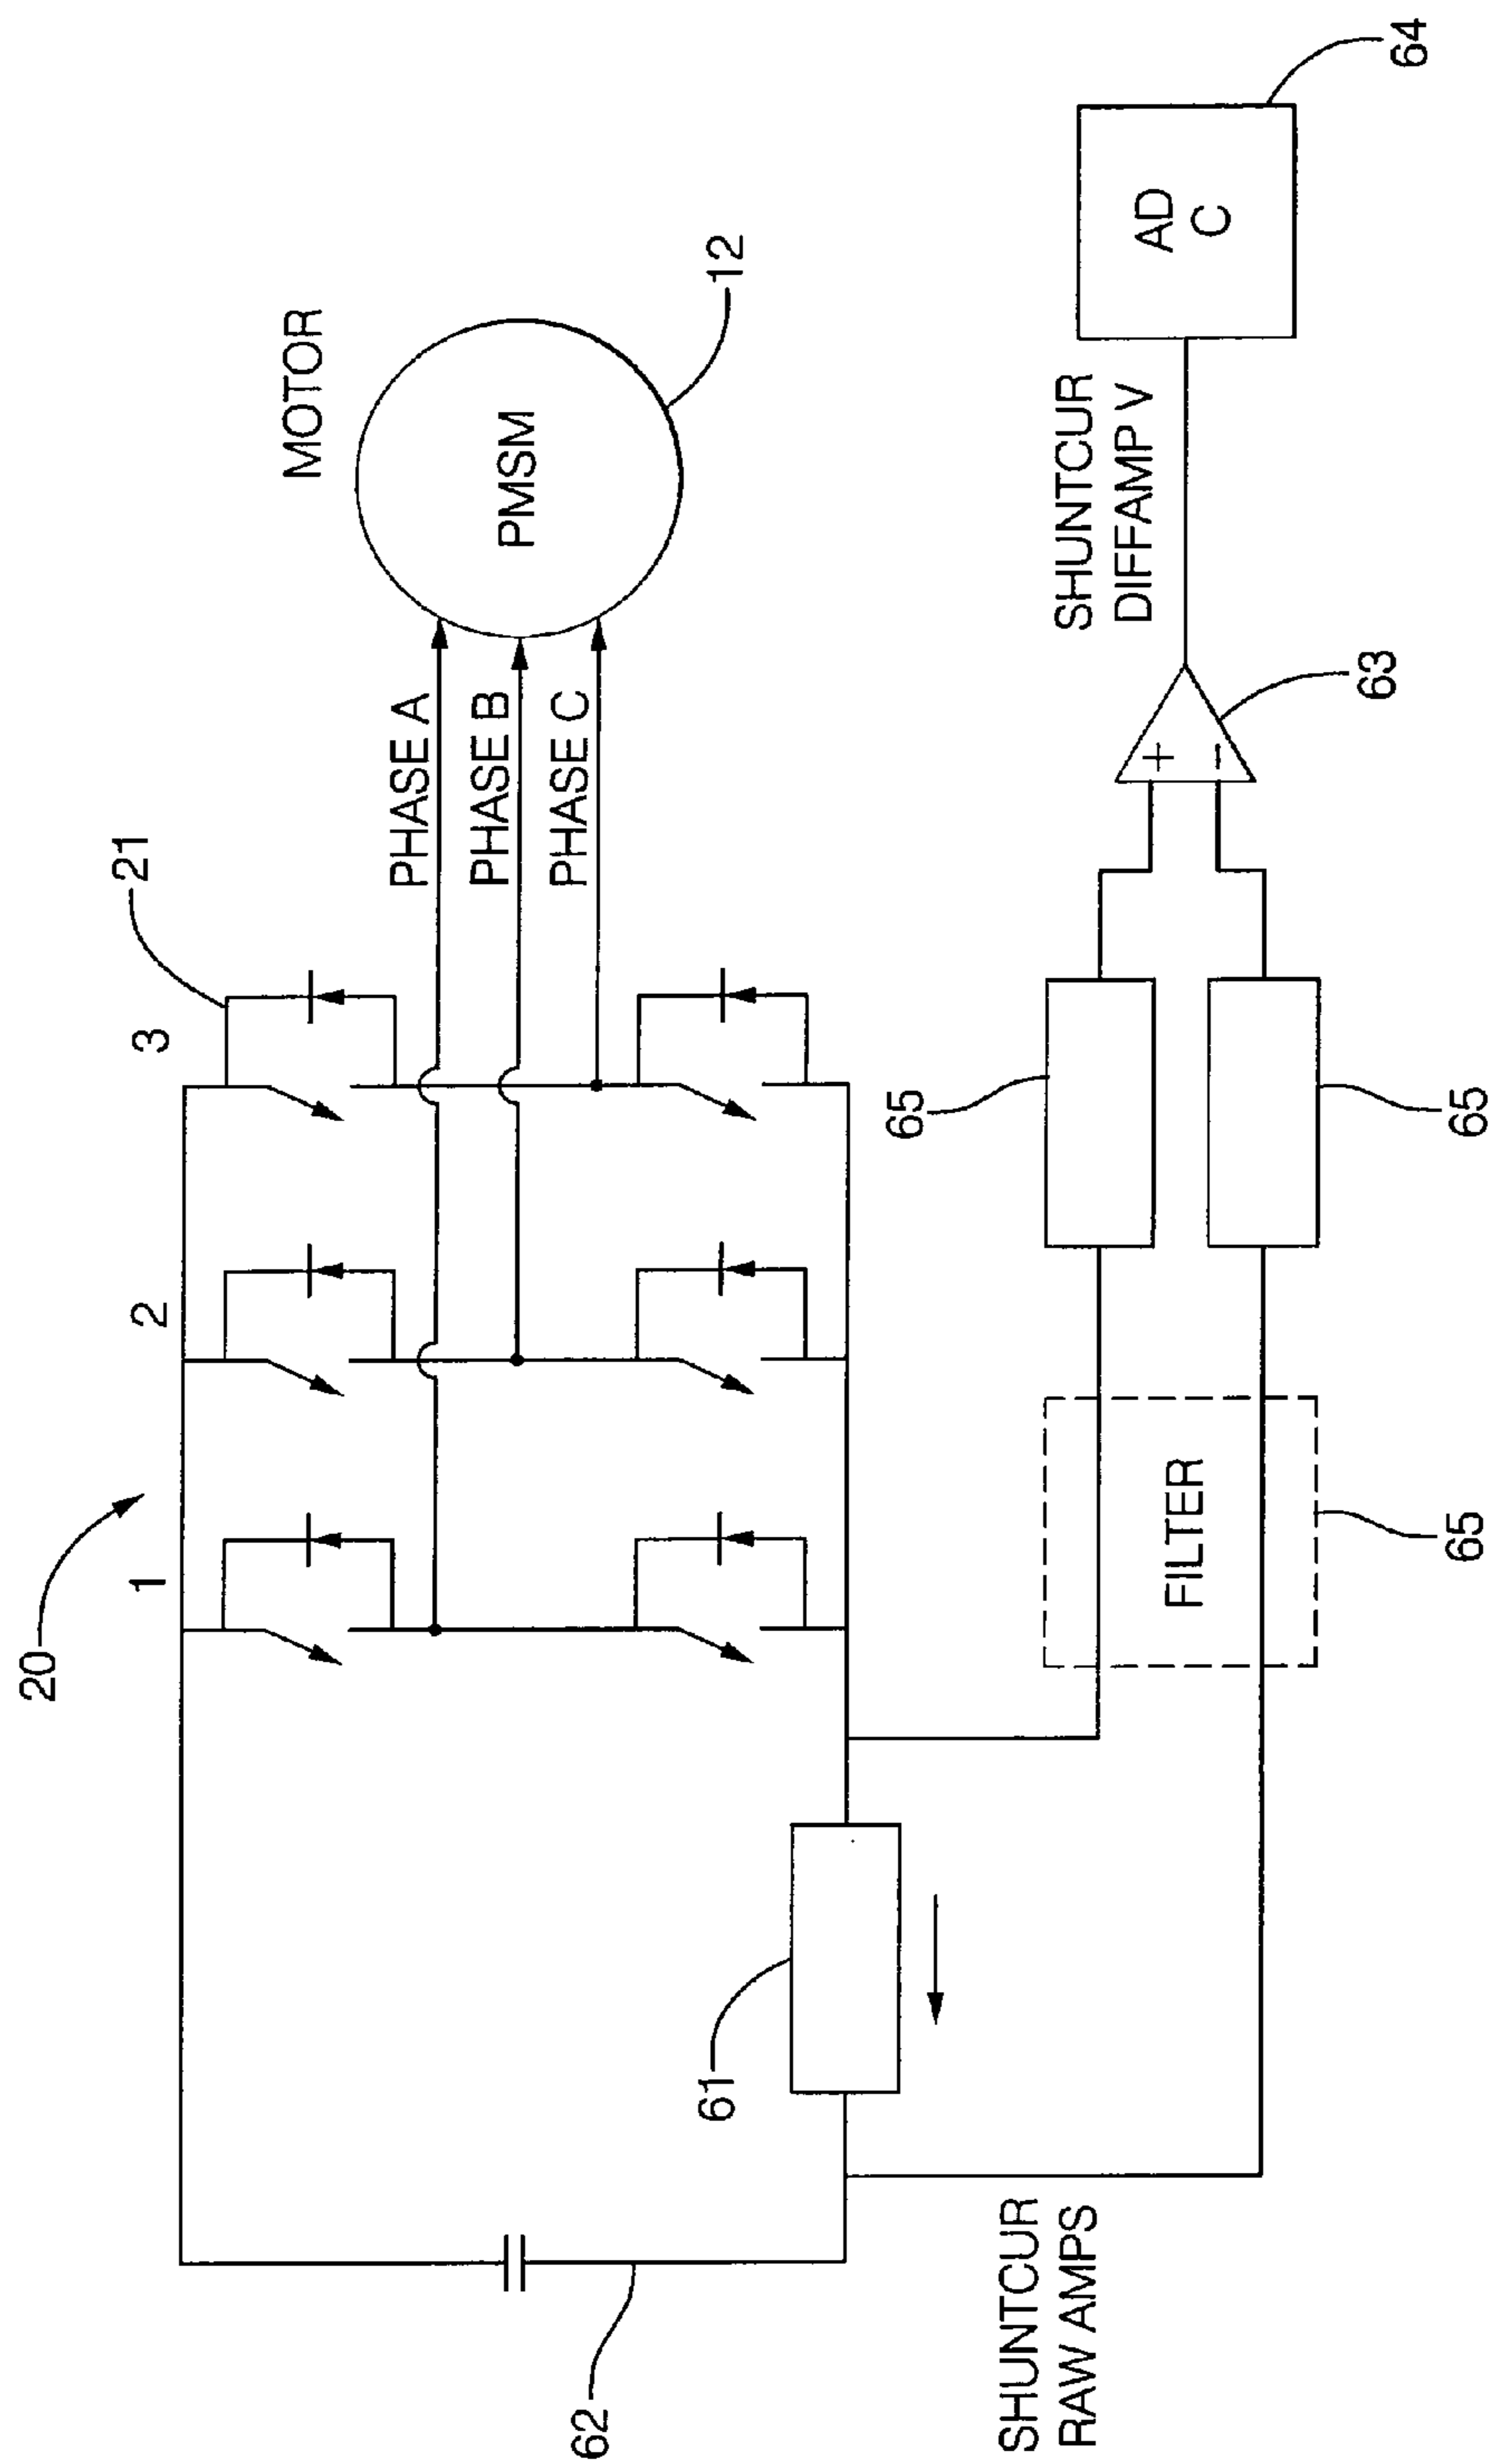 20
1
2
3
21
MOTOR
PHASE A
PHASE B
PHASE C
PMSM
12
62
61
SHUNTCUR
RAW AMPS
FILTER
65
65
65
+
−
63
SHUNTCUR
DIFFAMP V
AD
C
64